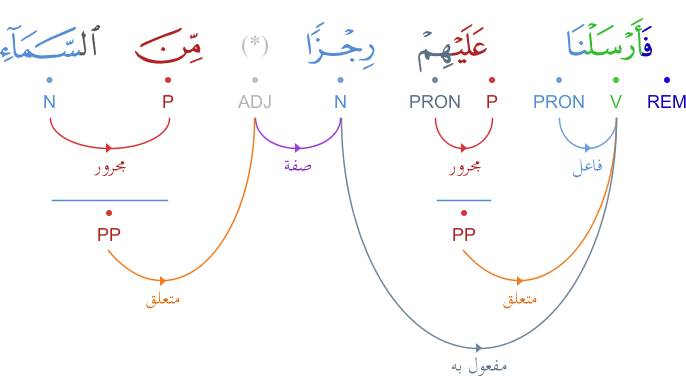 فَأَرْسَلْنَا عَلَيْهِمْ رِجْزًا (*) مِّنَ ٱلسَّمَآءِ
REM V PRON P PRON N ADJ P N
فاعل مجرور صفة مجرور
PP PP
متعلق متعلق
مفعول به